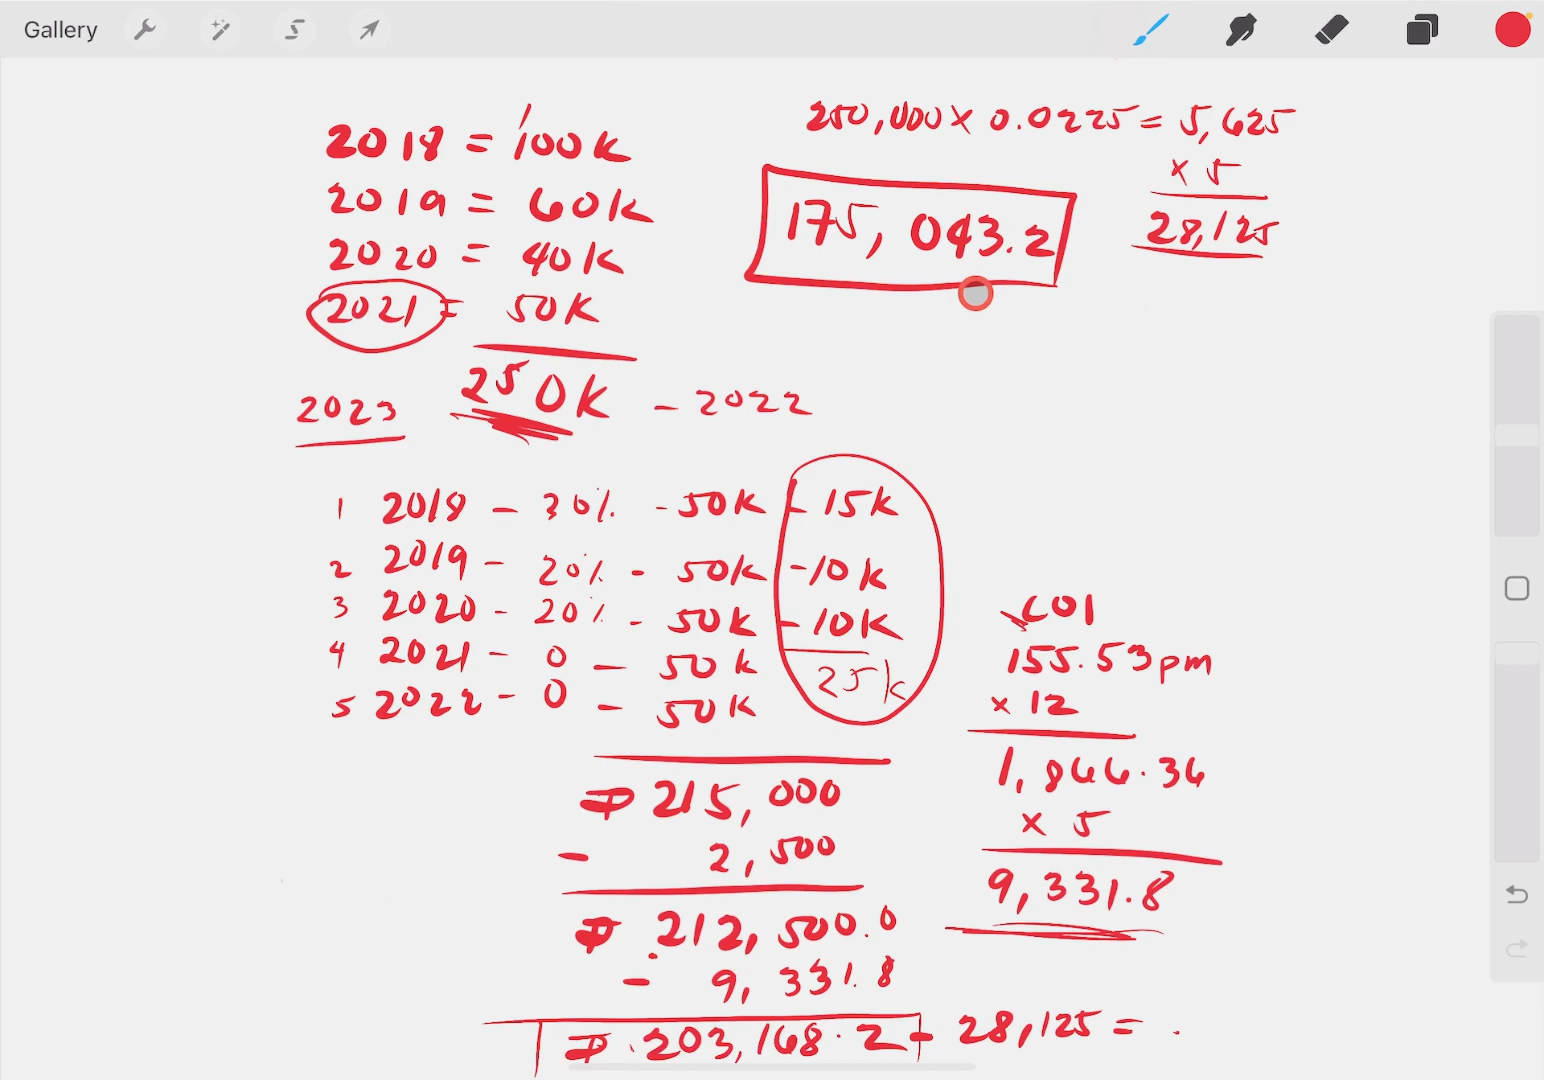 Gallery
2018 = 100k
2019 = 60k
2020 = 40k
2021 = 50k
250k - 2022
2023
250,000 x 0.0225 = 5,625
x 5
28,125
175,043.2
1 2018 - 30% - 50k - 15k
2 2019 - 20% - 50k - 10k
3 2020 - 20% - 50k - 10k
4 2021 - 0 - 50k
25k
5 2022 - 0 - 50k
₱ 215,000
- 2,500
₱ 212,500.0
- 9,331.8
₱ 203,168.2 - 28,125 =
COI
155.53pm
x 12
1,866.36
x 5
9,331.8